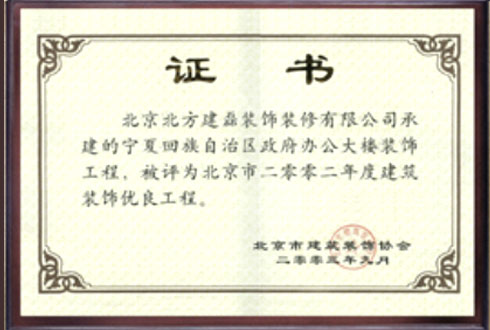 证书
北京北方建磊装饰装修有限公司承
建的宁夏回族自治区政府办公大楼装饰
工程，被评为北京市二零零二年度建筑
装饰优良工程。
北京市建筑装饰协会
二零零三年九月